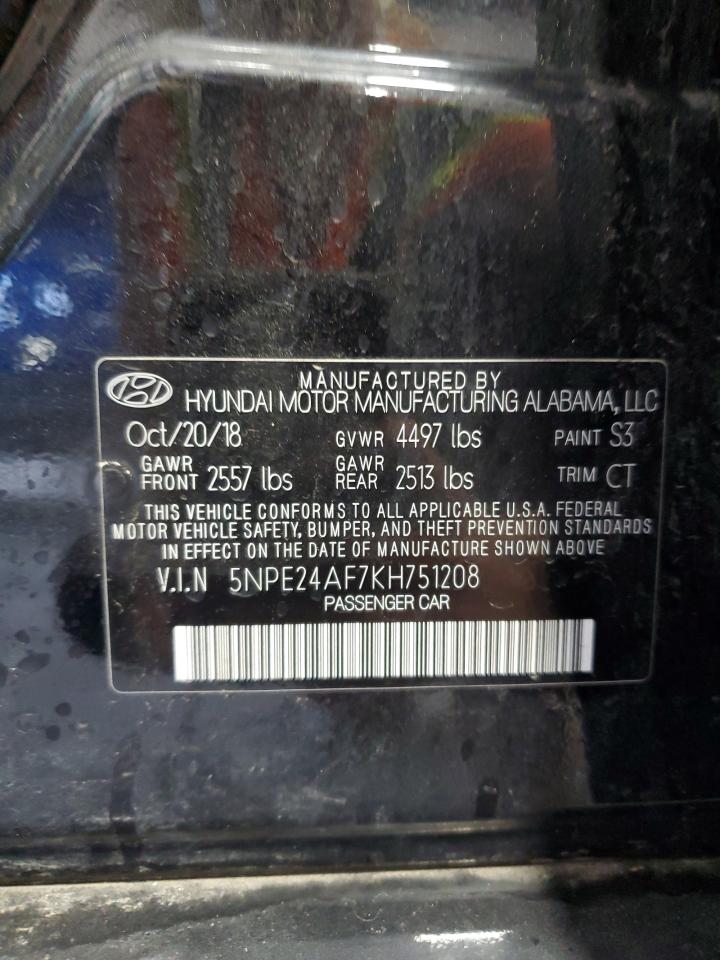 MANUFACTURED BY
HYUNDAI MOTOR MANUFACTURING ALABAMA, LLC
Oct/20/18 GVWR 4497 lbs PAINT S3
GAWR FRONT 2557 lbs GAWR REAR 2513 lbs TRIM CT
THIS VEHICLE CONFORMS TO ALL APPLICABLE U.S.A. FEDERAL
MOTOR VEHICLE SAFETY, BUMPER, AND THEFT PREVENTION STANDARDS
IN EFFECT ON THE DATE OF MANUFACTURE SHOWN ABOVE
V.I.N 5NPE24AF7KH751208
PASSENGER CAR